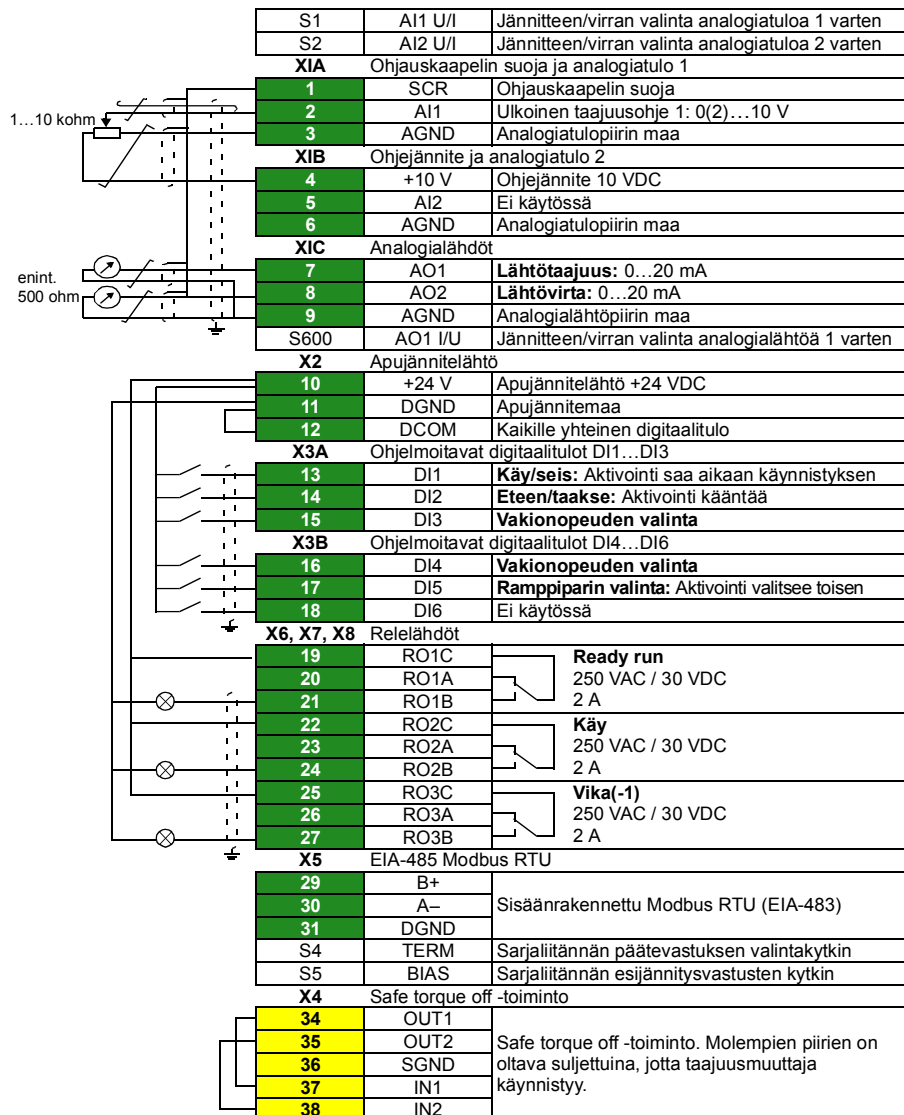 S1 AI1 U/I Jännitteen/virran valinta analogiatuloa 1 varten
S2 AI2 U/I Jännitteen/virran valinta analogiatuloa 2 varten
XIA Ohjauskaapelin suoja ja analogiatulo 1
1 SCR Ohjauskaapelin suoja
1…10 kohm
2 AI1 Ulkoinen taajuusohje 1: 0(2)…10 V
3 AGND Analogiatulopiirin maa
XIB Ohjejännite ja analogiatulo 2
4 +10 V Ohjejännite 10 VDC
5 AI2 Ei käytössä
6 AGND Analogiatulopiirin maa
XIC Analogialähdöt
7 AO1 Lähtötaajuus: 0…20 mA
enint.
500 ohm
8 AO2 Lähtövirta: 0…20 mA
9 AGND Analogialähtöpiirin maa
S600 AO1 I/U Jännitteen/virran valinta analogialähtöä 1 varten
X2 Apujännitelähtö
10 +24 V Apujännitelähtö +24 VDC
11 DGND Apujännitemaa
12 DCOM Kaikille yhteinen digitaalitulo
X3A Ohjelmoitavat digitaalitulot DI1…DI3
13 DI1 Käy/seis: Aktivointi saa aikaan käynnistyksen
14 DI2 Eteen/taakse: Aktivointi kääntää
15 DI3 Vakionopeuden valinta
X3B Ohjelmoitavat digitaalitulot DI4…DI6
16 DI4 Vakionopeuden valinta
17 DI5 Ramppiparin valinta: Aktivointi valitsee toisen
18 DI6 Ei käytössä
X6, X7, X8 Relelähdöt
19 RO1C Ready run
20 RO1A 250 VAC / 30 VDC
21 RO1B 2 A
22 RO2C Käy
23 RO2A 250 VAC / 30 VDC
24 RO2B 2 A
25 RO3C Vika(-1)
26 RO3A 250 VAC / 30 VDC
27 RO3B 2 A
X5 EIA-485 Modbus RTU
29 B+
30 A– Sisäänrakennettu Modbus RTU (EIA-483)
31 DGND
S4 TERM Sarjaliitännän päätevastuksen valintakytkin
S5 BIAS Sarjaliitännän esijännitysvastusten kytkin
X4 Safe torque off -toiminto
34 OUT1
35 OUT2 Safe torque off -toiminto. Molempien piirien on
36 SGND oltava suljettuina, jotta taajuusmuuttaja
37 IN1 käynnistyy.
38 IN2